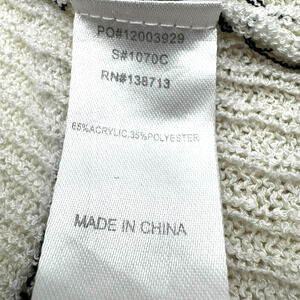 PO#12003929
S#1070C
RN#138713
65%ACRYLIC,35%POLYESTER
MADE IN CHINA